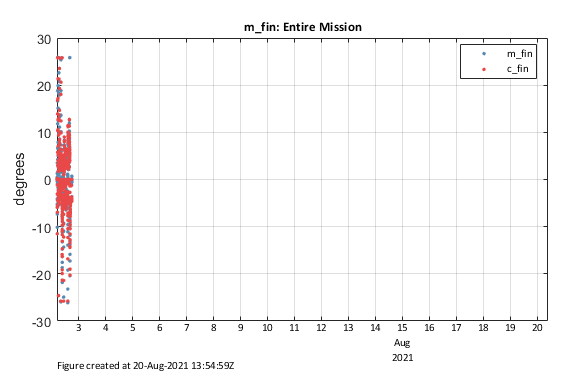 m_fin: Entire Mission
30
20
10
0
-10
-20
-30
degrees
m_fin
c_fin
3 4 5 6 7 8 9 10 11 12 13 14 15 16 17 18 19 20
Aug
2021
Figure created at 20-Aug-2021 13:54:59Z